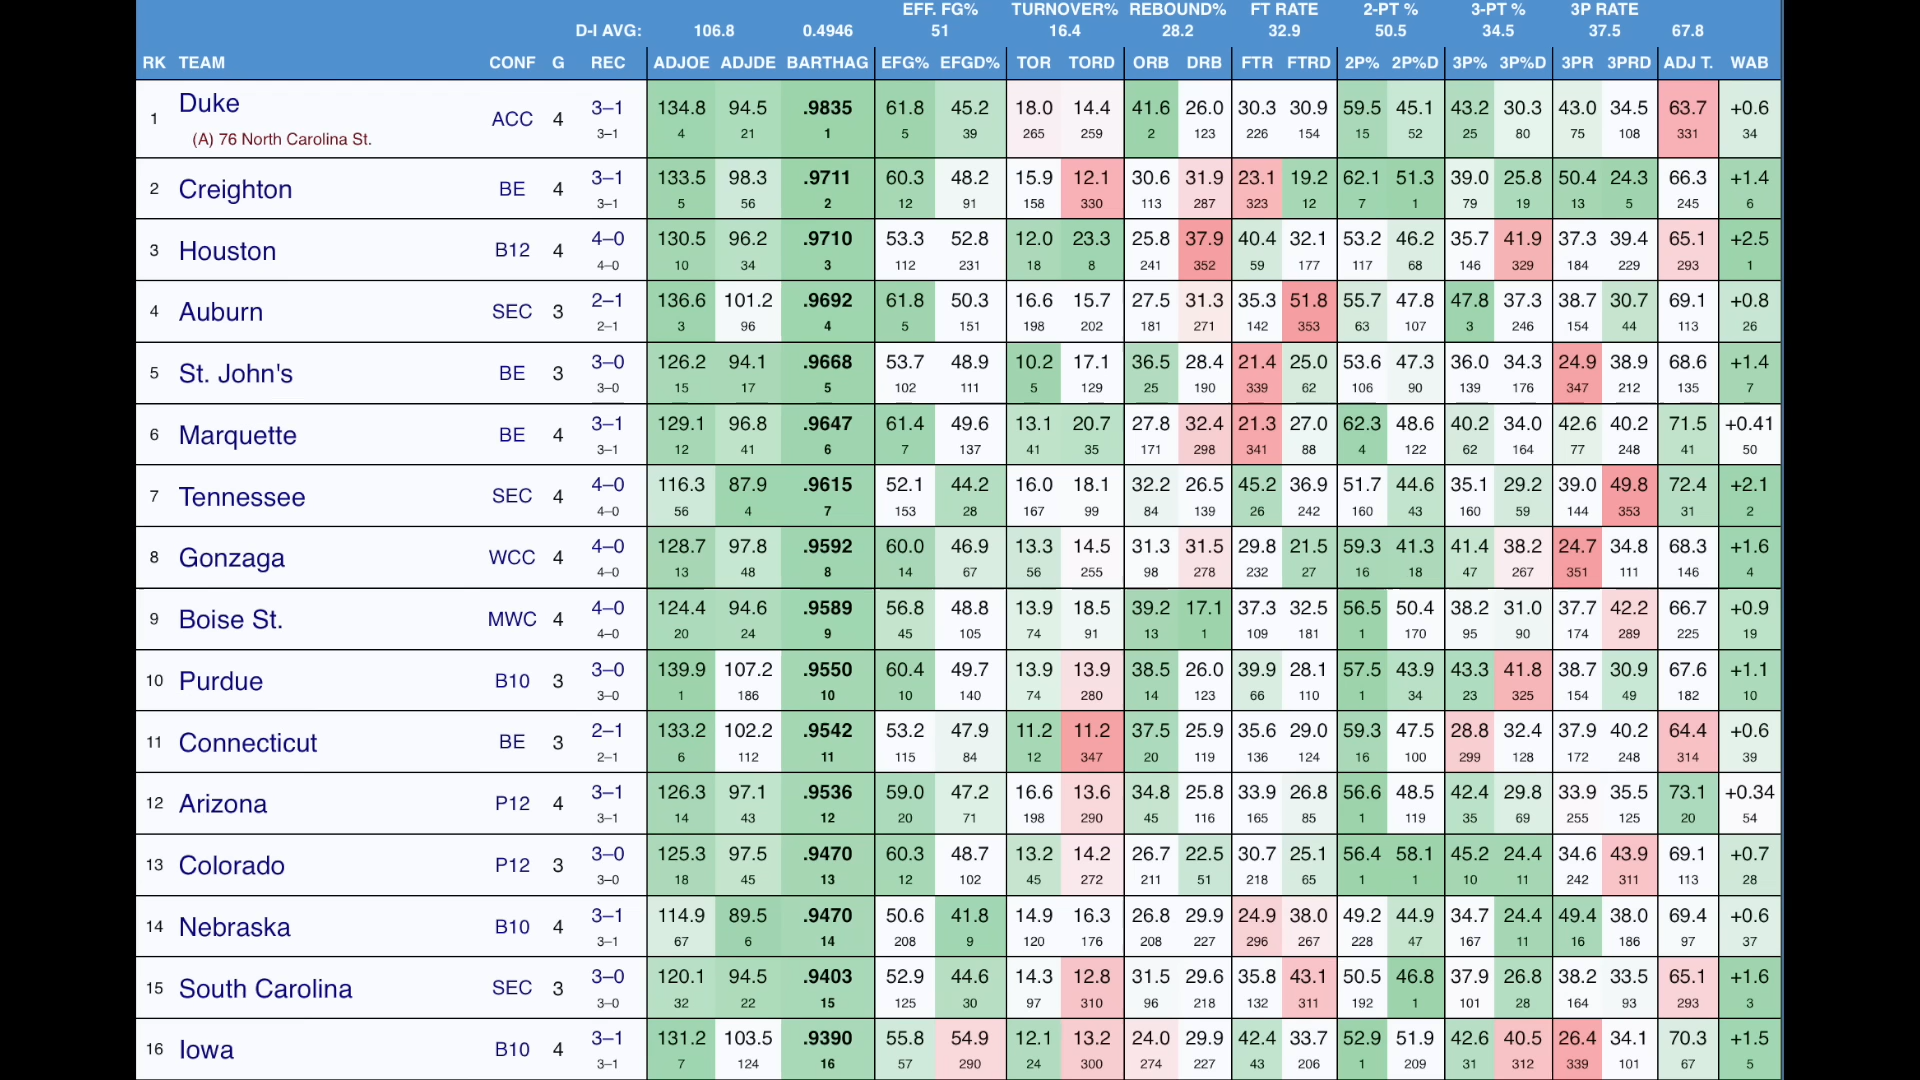 EFF. FG% TURNOVER% REBOUND% FT RATE 2-PT % 3-PT % 3P RATE
D-I AVG: 106.8 0.4946 51 16.4 28.2 32.9 50.5 34.5 37.5 67.8
RK TEAM CONF G REC ADJOE ADJDE BARTHAG EFG% EFGD% TOR TORD ORB DRB FTR FTRD 2P% 2P%D 3P% 3P%D 3PR 3PRD ADJ T. WAB
1 Duke ACC 4 3–1 134.8 94.5 .9835 61.8 45.2 18.0 14.4 41.6 26.0 30.3 30.9 59.5 45.1 43.2 30.3 43.0 34.5 63.7 +0.6
(A) 76 North Carolina St. 3–1 4 21 1 5 39 265 259 2 123 226 154 15 52 25 80 75 108 331 34
2 Creighton BE 4 3–1 133.5 98.3 .9711 60.3 48.2 15.9 12.1 30.6 31.9 23.1 19.2 62.1 51.3 39.0 25.8 50.4 24.3 66.3 +1.4
3–1 5 56 2 12 91 158 330 113 287 323 12 7 1 79 19 13 5 245 6
3 Houston B12 4 4–0 130.5 96.2 .9710 53.3 52.8 12.0 23.3 25.8 37.9 40.4 32.1 53.2 46.2 35.7 41.9 37.3 39.4 65.1 +2.5
4–0 10 34 3 112 231 18 8 241 352 59 177 117 68 146 329 184 229 293 1
4 Auburn SEC 3 2–1 136.6 101.2 .9692 61.8 50.3 16.6 15.7 27.5 31.3 35.3 51.8 55.7 47.8 47.8 37.3 38.7 30.7 69.1 +0.8
2–1 3 96 4 5 151 198 202 181 271 142 353 63 107 3 246 154 44 113 26
5 St. John's BE 3 3–0 126.2 94.1 .9668 53.7 48.9 10.2 17.1 36.5 28.4 21.4 25.0 53.6 47.3 36.0 34.3 24.9 38.9 68.6 +1.4
3–0 15 17 5 102 111 5 129 25 190 339 62 106 90 139 176 347 212 135 7
6 Marquette BE 4 3–1 129.1 96.8 .9647 61.4 49.6 13.1 20.7 27.8 32.4 21.3 27.0 62.3 48.6 40.2 34.0 42.6 40.2 71.5 +0.41
3–1 12 41 6 7 137 41 35 171 298 341 88 4 122 62 164 77 248 41 50
7 Tennessee SEC 4 4–0 116.3 87.9 .9615 52.1 44.2 16.0 18.1 32.2 26.5 45.2 36.9 51.7 44.6 35.1 29.2 39.0 49.8 72.4 +2.1
4–0 56 4 7 153 28 167 99 84 139 26 242 160 43 160 59 144 353 31 2
8 Gonzaga WCC 4 4–0 128.7 97.8 .9592 60.0 46.9 13.3 14.5 31.3 31.5 29.8 21.5 59.3 41.3 41.4 38.2 24.7 34.8 68.3 +1.6
4–0 13 48 8 14 67 56 255 98 278 232 27 16 18 47 267 351 111 146 4
9 Boise St. MWC 4 4–0 124.4 94.6 .9589 56.8 48.8 13.9 18.5 39.2 17.1 37.3 32.5 56.5 50.4 38.2 31.0 37.7 42.2 66.7 +0.9
4–0 20 24 9 45 105 74 91 13 1 109 181 1 170 95 90 174 289 225 19
10 Purdue B10 3 3–0 139.9 107.2 .9550 60.4 49.7 13.9 13.9 38.5 26.0 39.9 28.1 57.5 43.9 43.3 41.8 38.7 30.9 67.6 +1.1
3–0 1 186 10 10 140 74 280 14 123 66 110 1 34 23 325 154 49 182 10
11 Connecticut BE 3 2–1 133.2 102.2 .9542 53.2 47.9 11.2 11.2 37.5 25.9 35.6 29.0 59.3 47.5 28.8 32.4 37.9 40.2 64.4 +0.6
2–1 6 112 11 115 84 12 347 20 119 136 124 16 100 299 128 172 248 314 39
12 Arizona P12 4 3–1 126.3 97.1 .9536 59.0 47.2 16.6 13.6 34.8 25.8 33.9 26.8 56.6 48.5 42.4 29.8 33.9 35.5 73.1 +0.34
3–1 14 43 12 20 71 198 290 45 116 165 85 1 119 35 69 255 125 20 54
13 Colorado P12 3 3–0 125.3 97.5 .9470 60.3 48.7 13.2 14.2 26.7 22.5 30.7 25.1 56.4 58.1 45.2 24.4 34.6 43.9 69.1 +0.7
3–0 18 45 13 12 102 45 272 211 51 218 65 1 1 10 11 242 311 113 28
14 Nebraska B10 4 3–1 114.9 89.5 .9470 50.6 41.8 14.9 16.3 26.8 29.9 24.9 38.0 49.2 44.9 34.7 24.4 49.4 38.0 69.4 +0.6
3–1 67 6 14 208 9 120 176 208 227 296 267 228 47 167 11 16 186 97 37
15 South Carolina SEC 3 3–0 120.1 94.5 .9403 52.9 44.6 14.3 12.8 31.5 29.6 35.8 43.1 50.5 46.8 37.9 26.8 38.2 33.5 65.1 +1.6
3–0 32 22 15 125 30 97 310 96 218 132 311 192 1 101 28 164 93 293 3
16 Iowa B10 4 3–1 131.2 103.5 .9390 55.8 54.9 12.1 13.2 24.0 29.9 42.4 33.7 52.9 51.9 42.6 40.5 26.4 34.1 70.3 +1.5
3–1 7 124 16 57 290 24 300 274 227 43 206 1 209 31 312 339 101 67 5